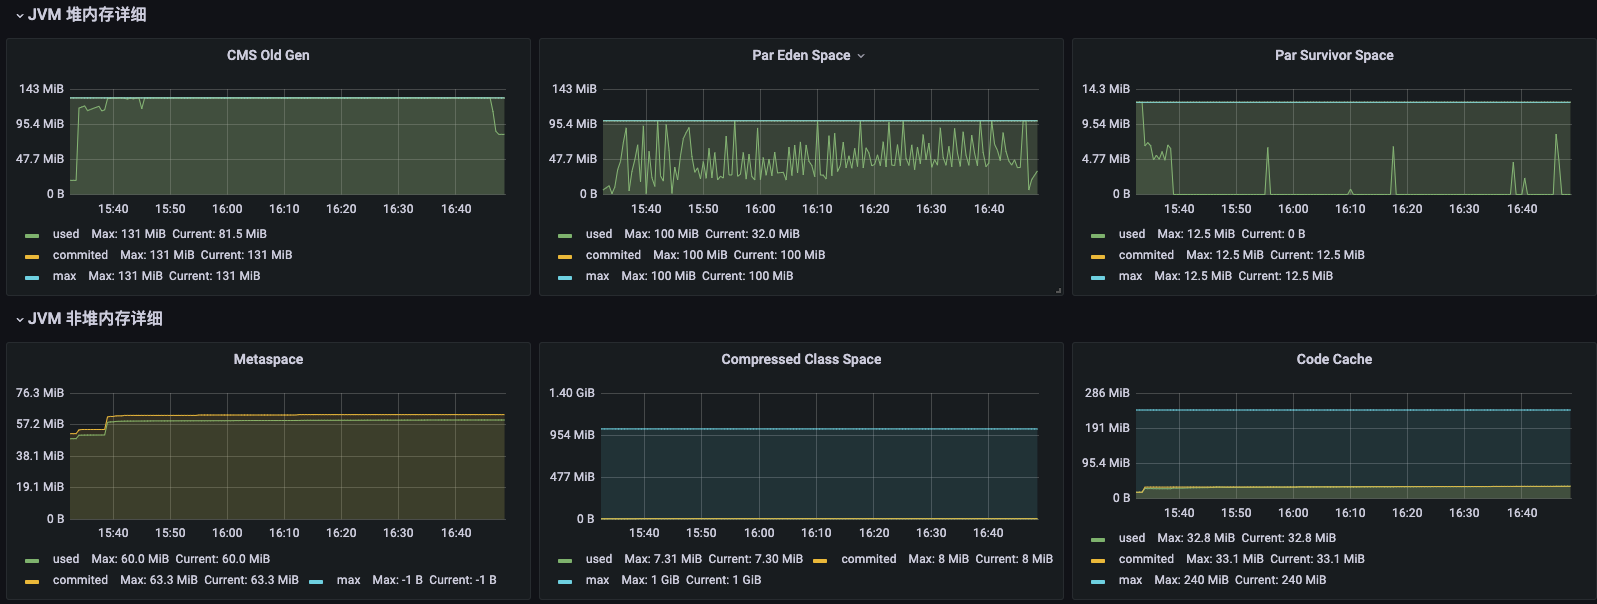 JVM 堆内存详细
CMS Old Gen
143 MiB
95.4 MiB
47.7 MiB
0 B
15:40 15:50 16:00 16:10 16:20 16:30 16:40
used Max: 131 MiB Current: 81.5 MiB
commited Max: 131 MiB Current: 131 MiB
max Max: 131 MiB Current: 131 MiB
Par Eden Space
143 MiB
95.4 MiB
47.7 MiB
0 B
15:40 15:50 16:00 16:10 16:20 16:30 16:40
used Max: 100 MiB Current: 32.0 MiB
commited Max: 100 MiB Current: 100 MiB
max Max: 100 MiB Current: 100 MiB
Par Survivor Space
14.3 MiB
9.54 MiB
4.77 MiB
0 B
15:40 15:50 16:00 16:10 16:20 16:30 16:40
used Max: 12.5 MiB Current: 0 B
commited Max: 12.5 MiB Current: 12.5 MiB
max Max: 12.5 MiB Current: 12.5 MiB
JVM 非堆内存详细
Metaspace
76.3 MiB
57.2 MiB
38.1 MiB
19.1 MiB
0 B
15:40 15:50 16:00 16:10 16:20 16:30 16:40
used Max: 60.0 MiB Current: 60.0 MiB
commited Max: 63.3 MiB Current: 63.3 MiB max Max: -1 B Current: -1 B
Compressed Class Space
1.40 GiB
954 MiB
477 MiB
0 B
15:40 15:50 16:00 16:10 16:20 16:30 16:40
used Max: 7.31 MiB Current: 7.30 MiB commited Max: 8 MiB Current: 8 MiB
max Max: 1 GiB Current: 1 GiB
Code Cache
286 MiB
191 MiB
95.4 MiB
0 B
15:40 15:50 16:00 16:10 16:20 16:30 16:40
used Max: 32.8 MiB Current: 32.8 MiB
commited Max: 33.1 MiB Current: 33.1 MiB
max Max: 240 MiB Current: 240 MiB